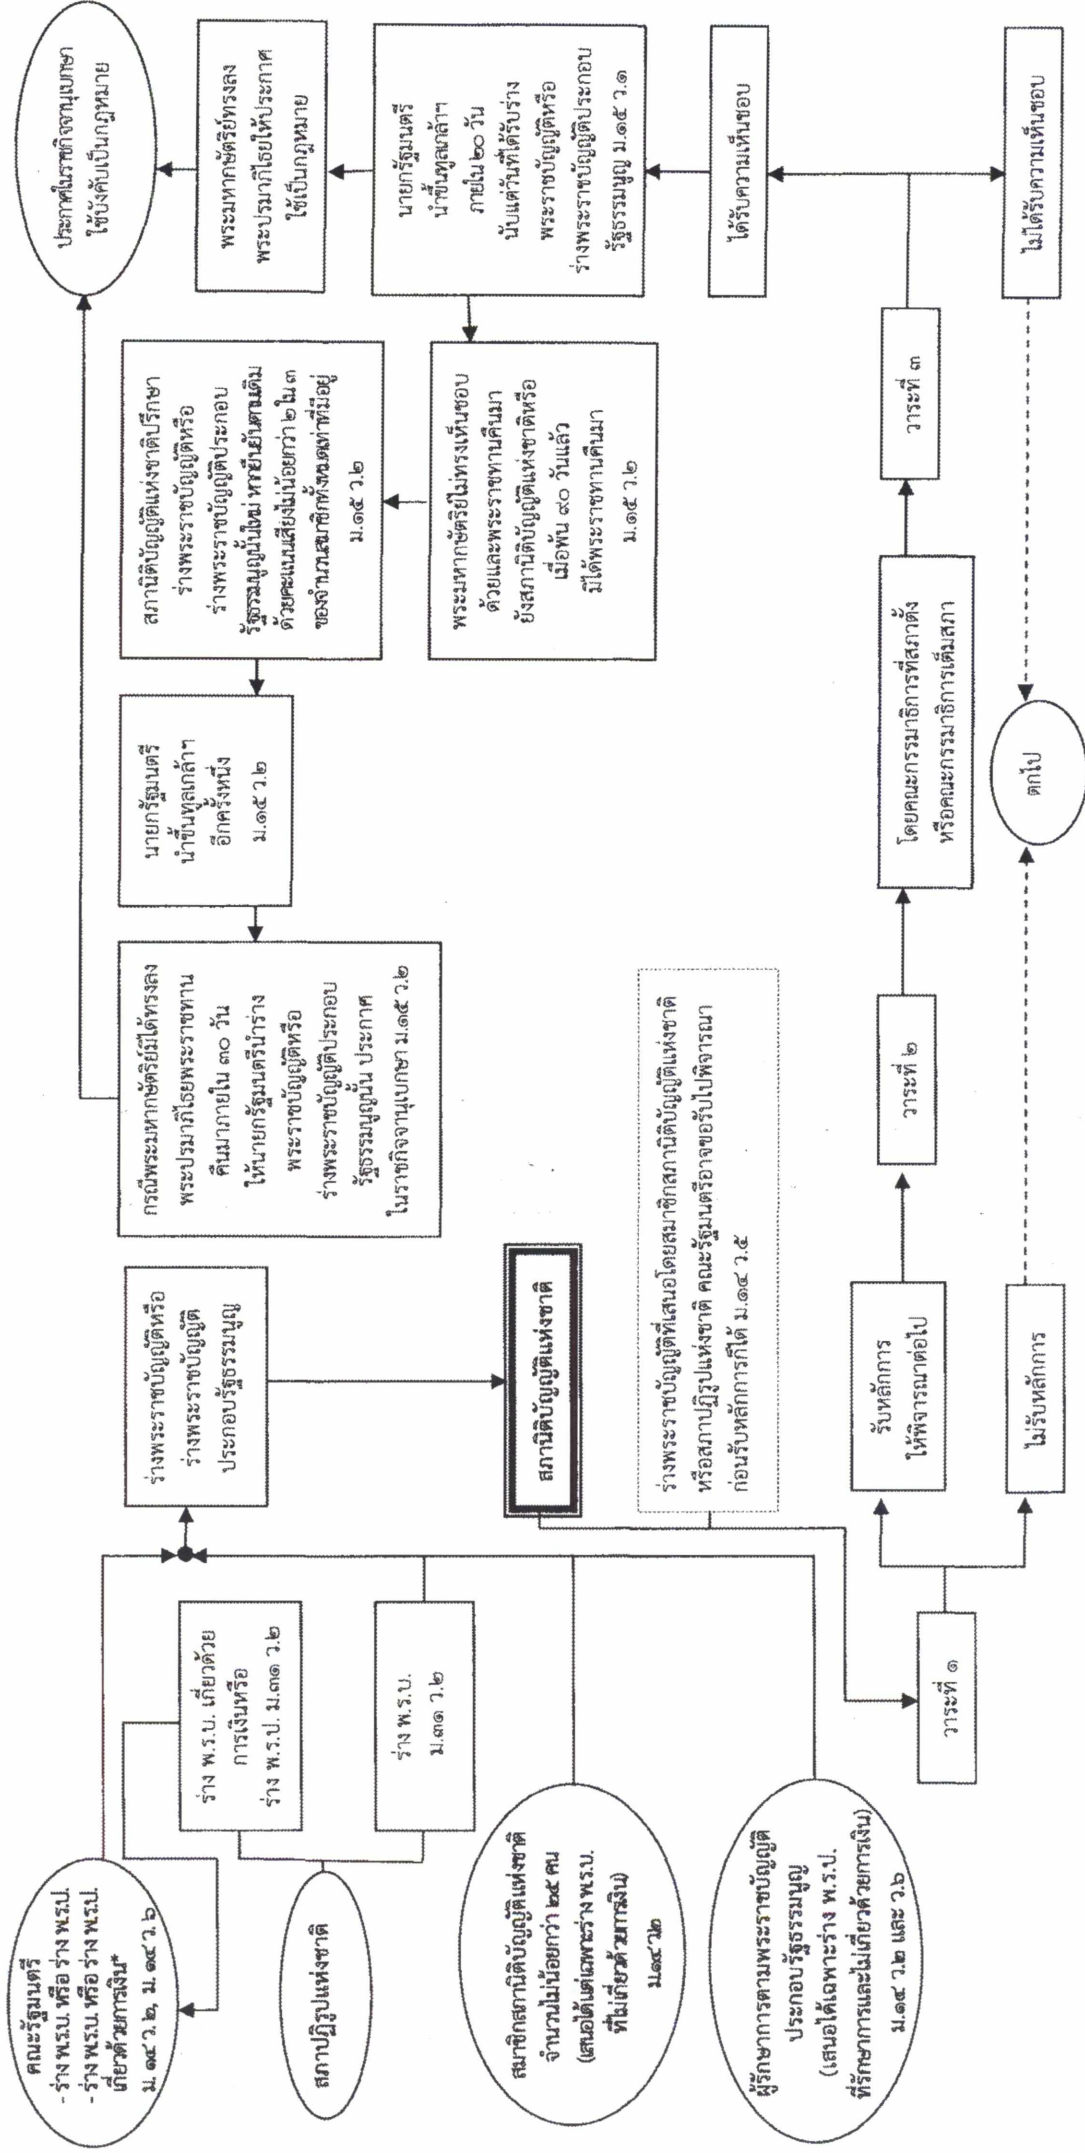 คณะรัฐมนตรี
- ร่าง พ.ร.บ. หรือ ร่าง พ.ร.ป.
- ร่าง พ.ร.บ. หรือ ร่าง พ.ร.ป.
เกี่ยวด้วยการเงิน*
ม. ๑๔ ว. ๒, ม. ๑๔ ว. ๖
สภาปฏิรูปแห่งชาติ
สมาชิกสภานิติบัญญัติแห่งชาติ
จำนวนไม่น้อยกว่า ๒๕ คน
(เสนอได้แต่เฉพาะร่าง พ.ร.บ.
ที่ไม่เกี่ยวด้วยการเงิน)
ม.๑๔ ว.๒
ผู้รักษาการตามพระราชบัญญัติ
ประกอบรัฐธรรมนูญ
(เสนอได้เฉพาะร่าง พ.ร.ป.
ที่รักษาการและไม่เกี่ยวด้วยการเงิน)
ม.๑๔ ว.๒ และ ว.๖
ร่าง พ.ร.บ. เกี่ยวด้วย
การเงินหรือ
ร่าง พ.ร.ป. ม.๓๑ ว.๒
ร่าง พ.ร.บ.
ม.๓๑ ว.๒
ร่างพระราชบัญญัติหรือ
ร่างพระราชบัญญัติ
ประกอบรัฐธรรมนูญ
สภานิติบัญญัติแห่งชาติ
ร่างพระราชบัญญัติที่เสนอโดยสมาชิกสภานิติบัญญัติแห่งชาติ
หรือสภาปฏิรูปแห่งชาติ คณะรัฐมนตรีอาจขอรับไปพิจารณา
ก่อนรับหลักการก็ได้ ม.๑๔ ว.๕
วาระที่ ๑
รับหลักการ
ให้พิจารณาต่อไป
ไม่รับหลักการ
วาระที่ ๒
โดยคณะกรรมาธิการที่สภาตั้ง
หรือคณะกรรมาธิการเต็มสภา
ตกไป
วาระที่ ๓
ได้รับความเห็นชอบ
ไม่ได้รับความเห็นชอบ
นายกรัฐมนตรี
นำขึ้นทูลเกล้าฯ
ภายใน ๒๐ วัน
นับแต่วันที่ได้รับร่าง
พระราชบัญญัติหรือ
ร่างพระราชบัญญัติประกอบ
รัฐธรรมนูญ ม.๑๕ ว.๑
พระมหากษัตริย์ทรงลง
พระปรมาภิไธยให้ประกาศ
ใช้เป็นกฎหมาย
ประกาศในราชกิจจานุเบกษา
ใช้บังคับเป็นกฎหมาย
พระมหากษัตริย์ไม่ทรงเห็นชอบ
ด้วยและพระราชทานคืนมา
ยังสภานิติบัญญัติแห่งชาติหรือ
เมื่อพ้น ๙๐ วันแล้ว
มิได้พระราชทานคืนมา
ม.๑๕ ว.๒
สภานิติบัญญัติแห่งชาติปรึกษา
ร่างพระราชบัญญัติหรือ
ร่างพระราชบัญญัติประกอบ
รัฐธรรมนูญนั้นใหม่ หากยืนยันตามเดิม
ด้วยคะแนนเสียงไม่น้อยกว่า ๒ ใน ๓
ของจำนวนสมาชิกทั้งหมดเท่าที่มีอยู่
ม.๑๕ ว.๒
นายกรัฐมนตรี
นำขึ้นทูลเกล้าฯ
อีกครั้งหนึ่ง
ม.๑๕ ว.๒
กรณีพระมหากษัตริย์มิได้ทรงลง
พระปรมาภิไธยพระราชทาน
คืนมาภายใน ๓๐ วัน
ให้นายกรัฐมนตรีนำร่าง
พระราชบัญญัติหรือ
ร่างพระราชบัญญัติประกอบ
รัฐธรรมนูญนั้น ประกาศ
ในราชกิจจานุเบกษา ม.๑๕ ว.๒